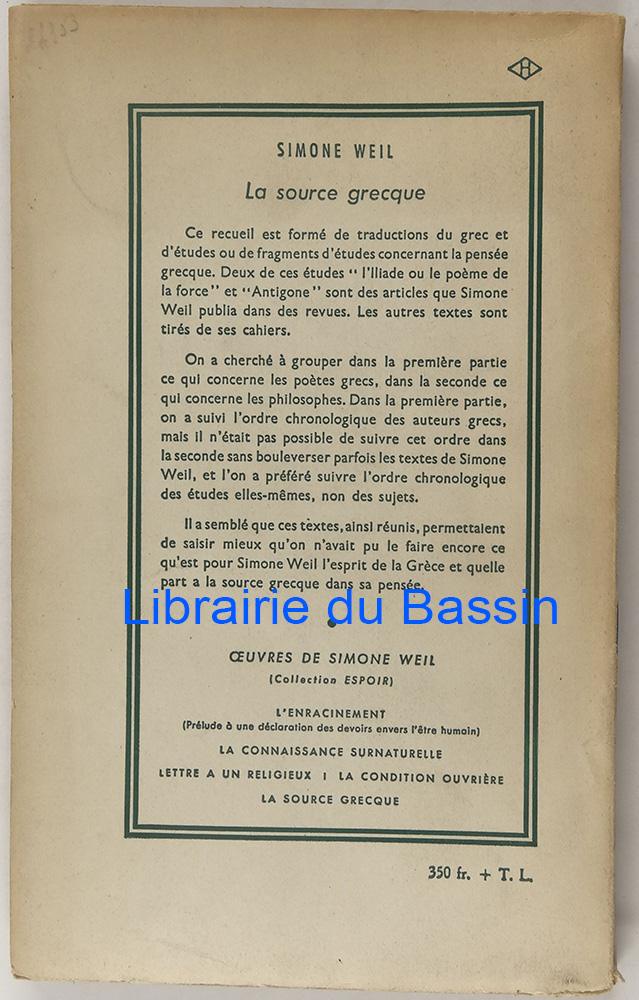 H
SIMONE WEIL
La source grecque
Ce recueil est formé de traductions du grec et
d'études ou de fragments d'études concernant la pensée
grecque. Deux de ces études " l'Iliade ou le poème de
la force" et "Antigone" sont des articles que Simone
Weil publia dans des revues. Les autres textes sont
tirés de ses cahiers.
On a cherché à grouper dans la première partie
ce qui concerne les poètes grecs, dans la seconde ce
qui concerne les philosophes. Dans la première partie,
on a suivi l'ordre chronologique des auteurs grecs,
mais il n'était pas possible de suivre cet ordre dans
la seconde sans bouleverser parfois les textes de Simone
Weil, et l'on a préféré suivre l'ordre chronologique
des études elles-mêmes, non des sujets.
Il a semblé que ces textes, ainsi réunis, permettaient
de saisir mieux qu'on n'avait pu le faire encore ce
qu'est pour Simone Weil l'esprit de la Grèce et quelle
part a la source grecque dans sa pensée.
Librairie du Bassin
ŒUVRES DE SIMONE WEIL
(Collection ESPOIR)
L'ENRACINEMENT
(Prélude à une déclaration des devoirs envers l'être humain)
LA CONNAISSANCE SURNATURELLE
LETTRE A UN RELIGIEUX I LA CONDITION OUVRIÈRE
LA SOURCE GRECQUE
350 fr. + T. L.